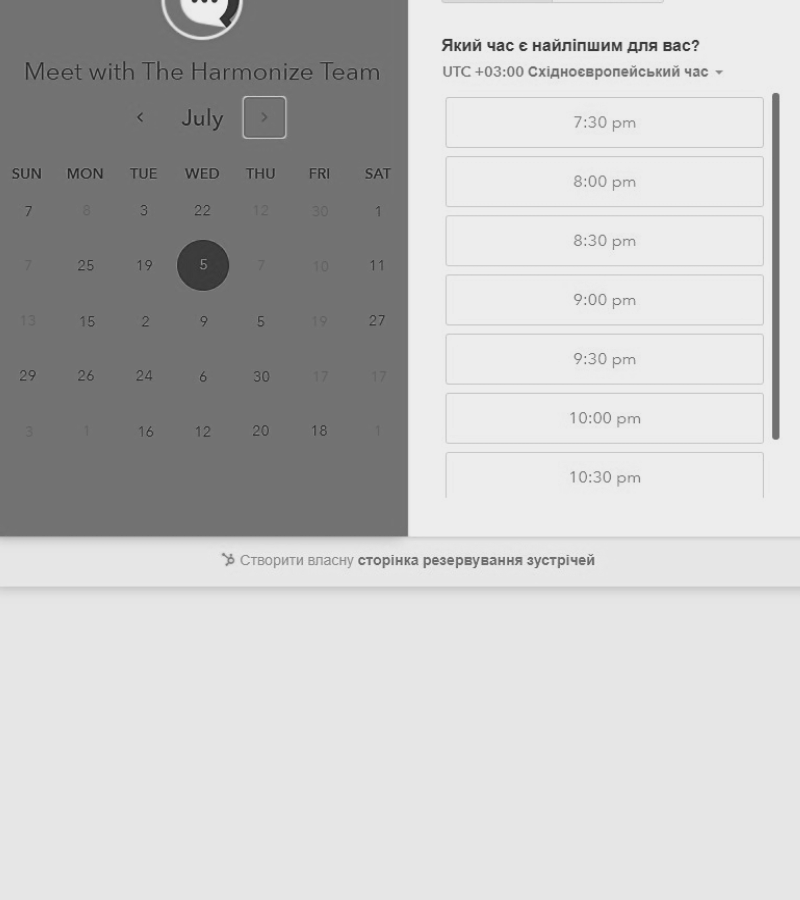 Meet with The Harmonize Team
July
SUN MON TUE WED THU FRI SAT
7 8 3 22 12 30 1
7 25 19 5 7 10 11
13 15 2 9 5 19 27
29 26 24 6 30 17 17
3 1 16 12 20 18 1
Який час є найліпшим для вас?
UTC +03:00 Східноєвропейський час
7:30 pm
8:00 pm
8:30 pm
9:00 pm
9:30 pm
10:00 pm
10:30 pm
Створити власну сторінка резервування зустрічей